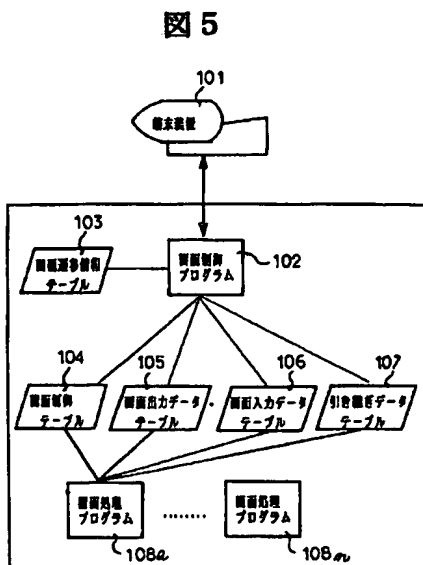 図5
101
端末装置
103
画面遷移情報
テーブル
画面制御
プログラム
102
104
画面制御
テーブル
105
画面出力データ
テーブル
106
画面入力データ
テーブル
107
引き継ぎデータ
テーブル
画面処理
プログラム
108a
........
画面処理
プログラム
108n